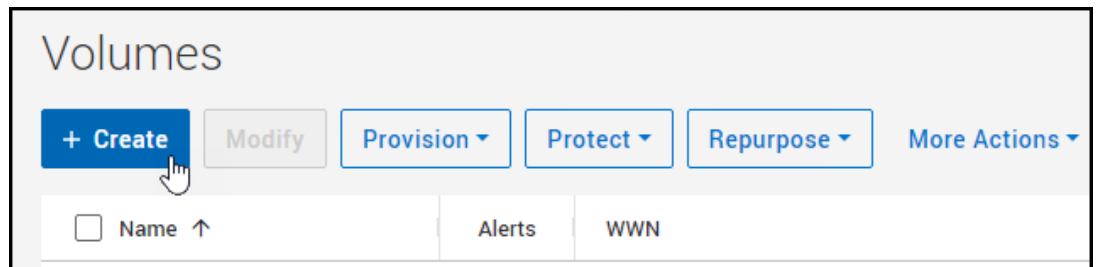 Volumes
+ Create Modify Provision Protect Repurpose More Actions
Name Alerts WWN